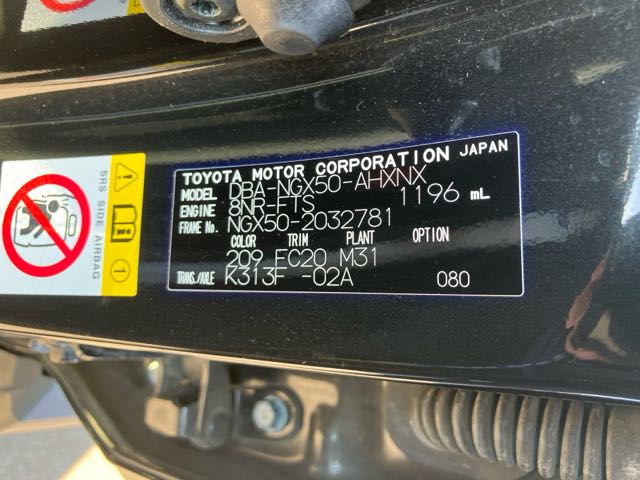 TOYOTA MOTOR CORPORATION JAPAN
MODEL DBA-NGX50-AHXNX
ENGINE 8NR-FTS 1196 mL
FRAME No. NGX50-2032781
COLOR TRIM PLANT OPTION
209 FC20 M31
TRANS./AXLE K313F -02A 080
SRS SIDE AIRBAG